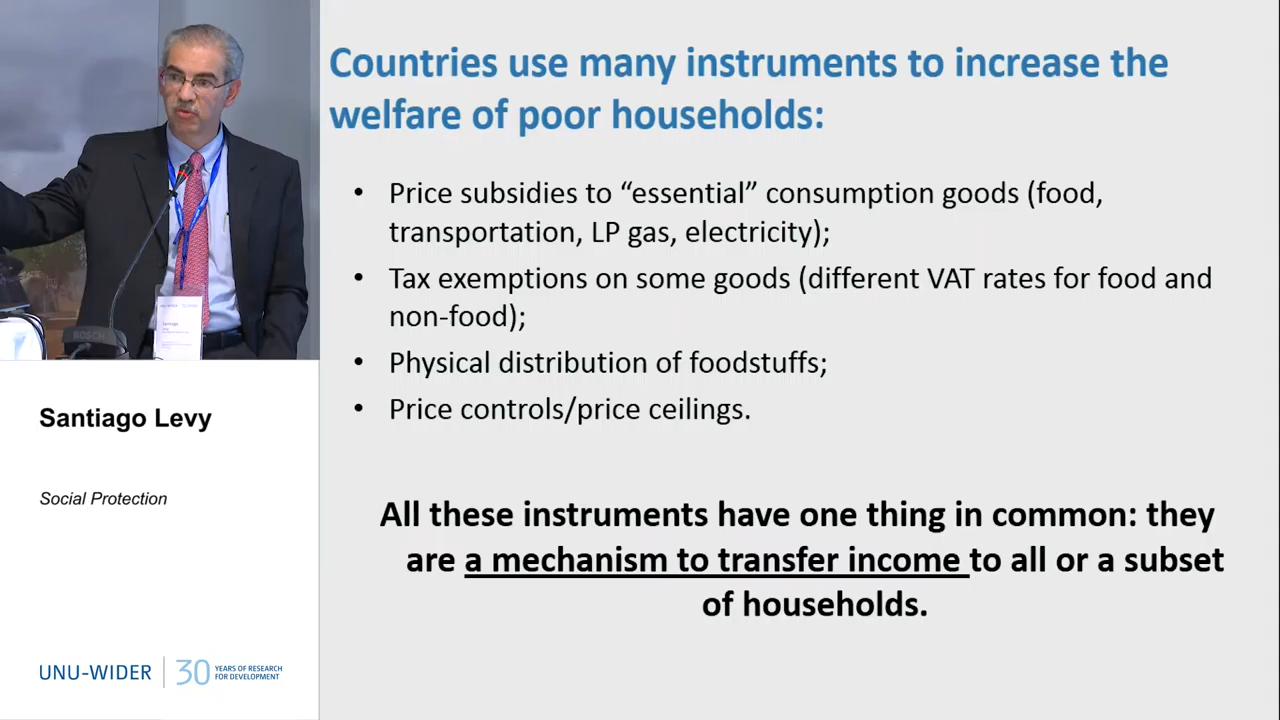 Countries use many instruments to increase the
welfare of poor households:
• Price subsidies to “essential” consumption goods (food,
transportation, LP gas, electricity);
• Tax exemptions on some goods (different VAT rates for food and
non-food);
• Physical distribution of foodstuffs;
• Price controls/price ceilings.
All these instruments have one thing in common: they
are a mechanism to transfer income to all or a subset
of households.
BOSCH
Santiago
Santiago Levy
Social Protection
UNU-WIDER
30 YEARS OF RESEARCH
FOR DEVELOPMENT